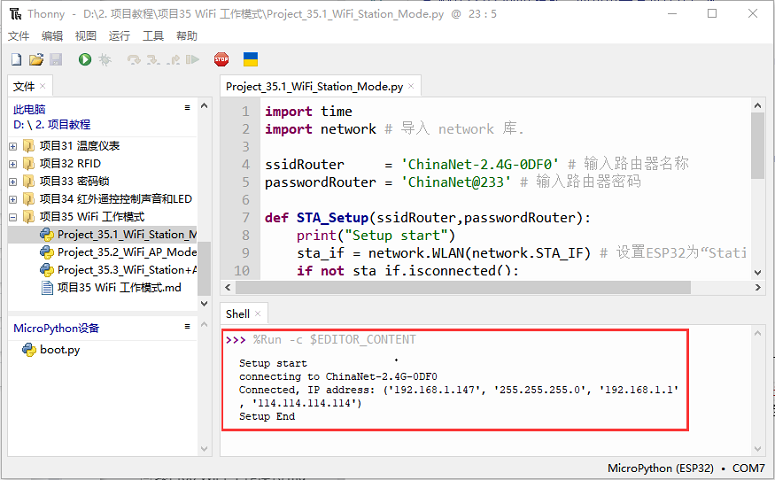 Thonny - D:\2. 项目教程\项目35 WiFi 工作模式\Project_35.1_WiFi_Station_Mode.py @ 23 : 5
文件 编辑 视图 运行 工具 帮助
STOP
文件 ×
此电脑
D: \ 2. 项目教程
项目31 温度仪表
项目32 RFID
项目33 密码锁
项目34 红外遥控控制声音和LED
项目35 WiFi 工作模式
Project_35.1_WiFi_Station_M
Project_35.2_WiFi_AP_Mode
Project_35.3_WiFi_Station+A
项目35 WiFi 工作模式.md
MicroPython设备
boot.py
Project_35.1_WiFi_Station_Mode.py ×
1 import time
2 import network # 导入 network 库.
3
4 ssidRouter = 'ChinaNet-2.4G-0DF0' # 输入路由器名称
5 passwordRouter = 'ChinaNet@233' # 输入路由器密码
6
7 def STA_Setup(ssidRouter,passwordRouter):
8 print("Setup start")
9 sta_if = network.WLAN(network.STA_IF) # 设置ESP32为“Stati
10 if not sta_if.isconnected():
Shell ×
>>> %Run -c $EDITOR_CONTENT
Setup start
connecting to ChinaNet-2.4G-0DF0
Connected, IP address: ('192.168.1.147', '255.255.255.0', '192.168.1.1'
, '114.114.114.114')
Setup End
MicroPython (ESP32) • COM7